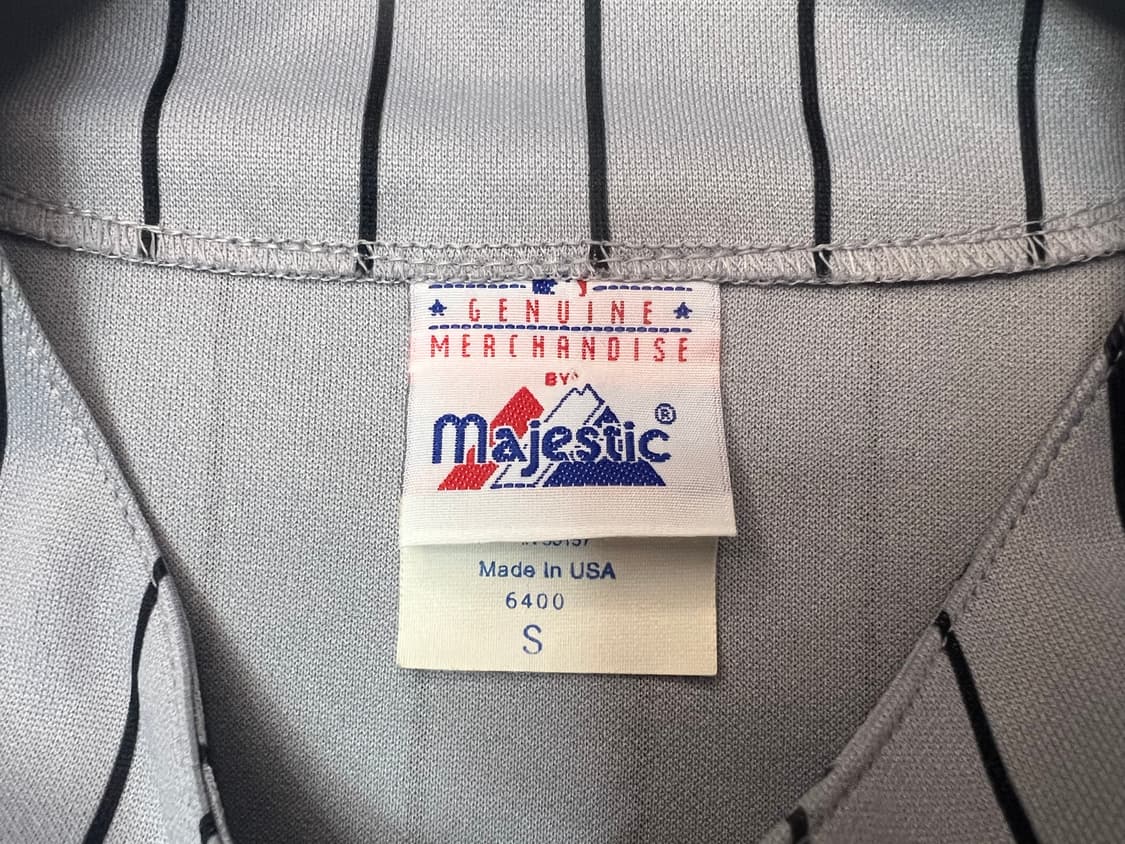 GENUINE
MERCHANDISE
BY
Majestic®
Made In USA
6400
S